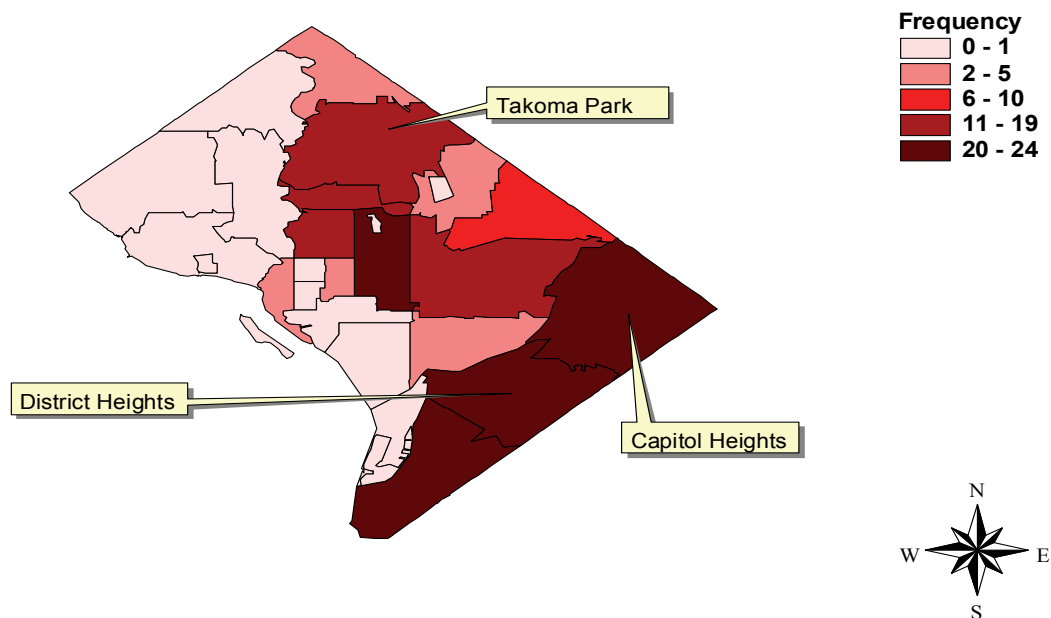 Frequency
0 - 1
2 - 5
6 - 10
11 - 19
20 - 24
Takoma Park
District Heights
Capitol Heights
N
W
E
S